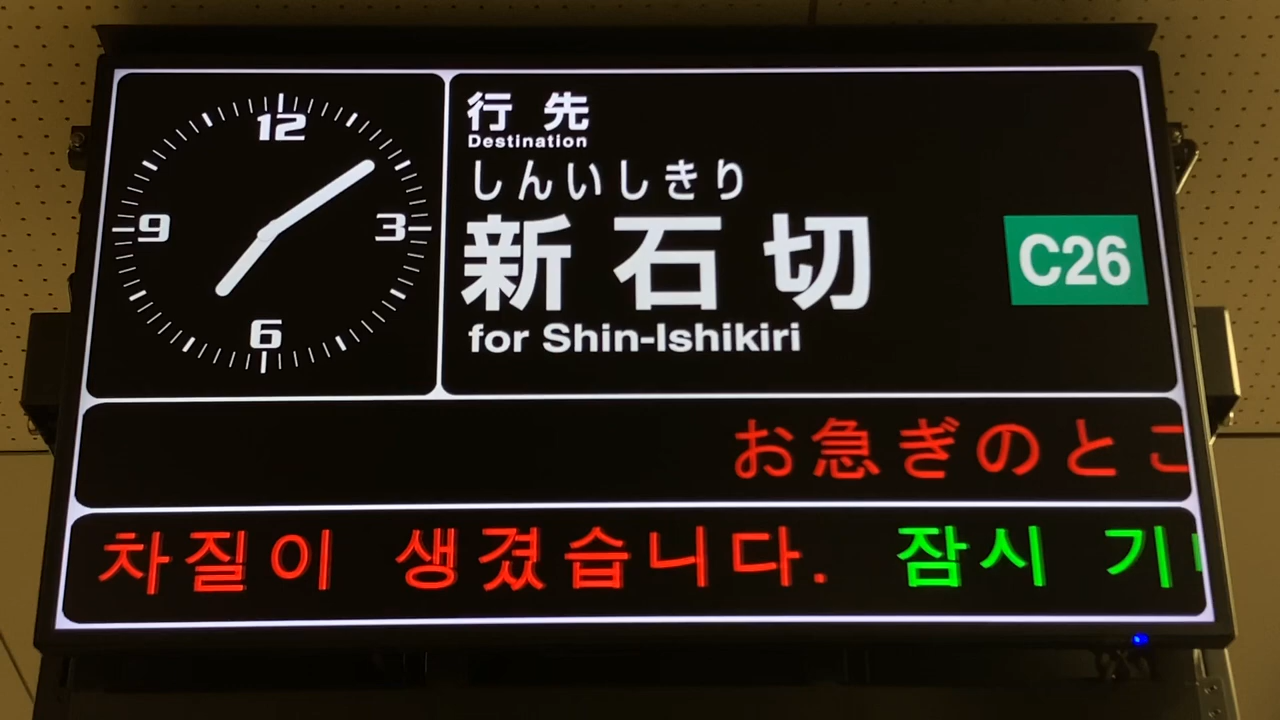 12
9
3
6
行先
Destination
しんいしきり
新石切
for Shin-Ishikiri
C26
お急ぎのとこ
차질이 생겼습니다. 잠시 기